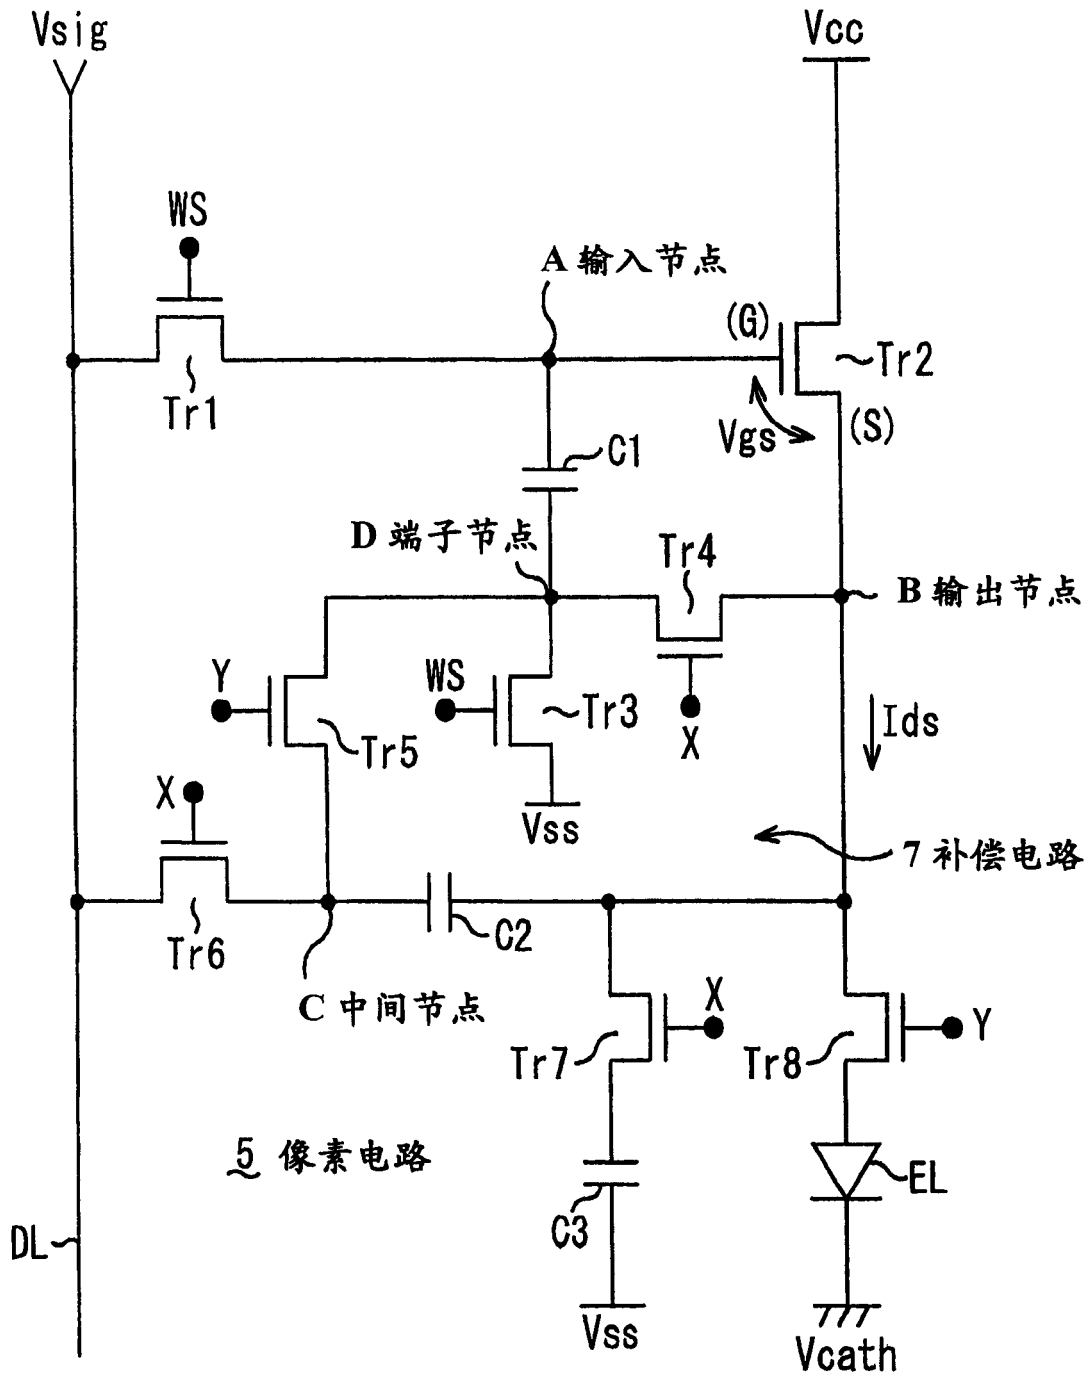 Vsig
Vcc
WS
A 输入节点
(G)
Tr2
Tr1
Vgs
(S)
C1
D 端子节点
Tr4
B 输出节点
Y
WS
Tr3
X
Ids
Tr5
X
Vss
7 补偿电路
Tr6
C2
C 中间节点
X
Y
Tr7
Tr8
5 像素电路
EL
C3
DL
Vss
Vcath